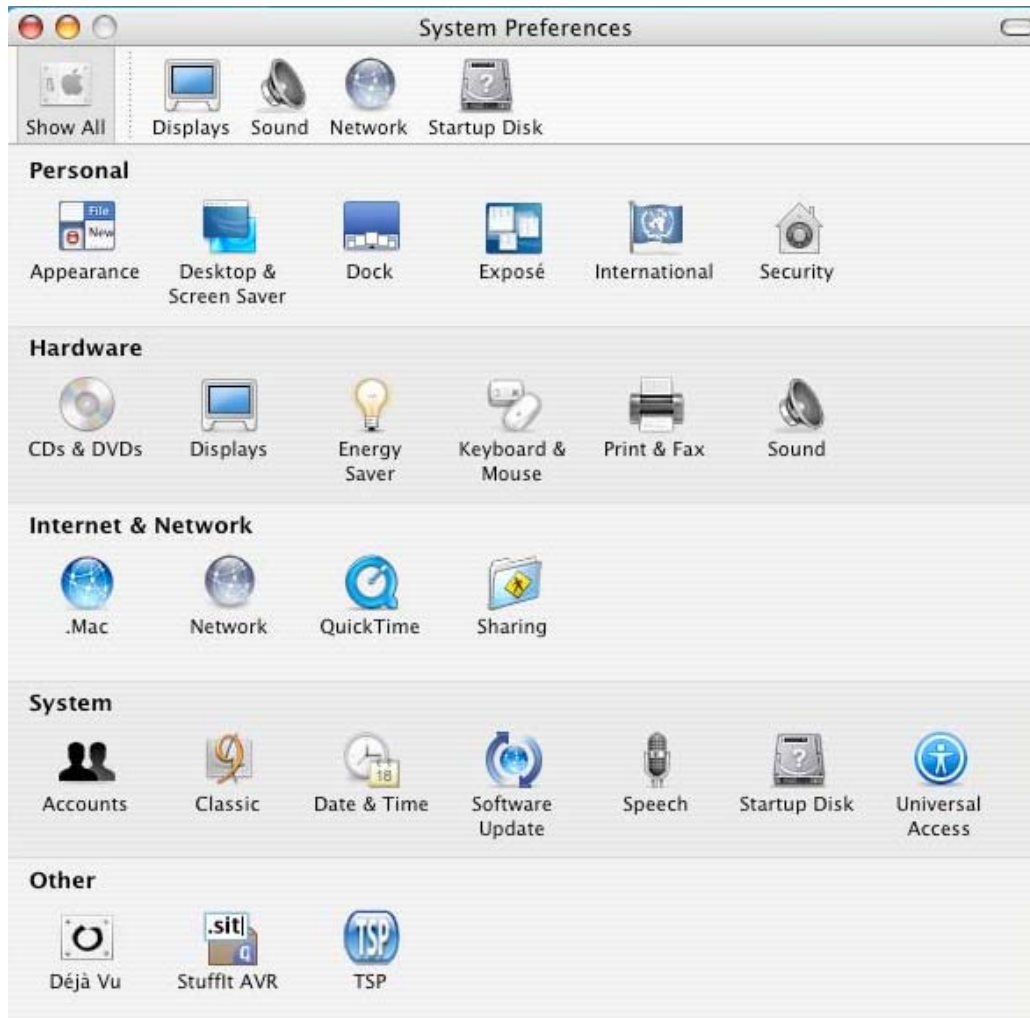 System Preferences
Show All Displays Sound Network Startup Disk
Personal
File
New
Appearance Desktop & Screen Saver Dock Exposé International Security
Hardware
CDs & DVDs Displays Energy Saver Keyboard & Mouse Print & Fax Sound
Internet & Network
.Mac Network QuickTime Sharing
System
9
18
Accounts Classic Date & Time Software Update Speech Startup Disk Universal Access
Other
.sit
TSP
Déjà Vu StuffIt AVR TSP